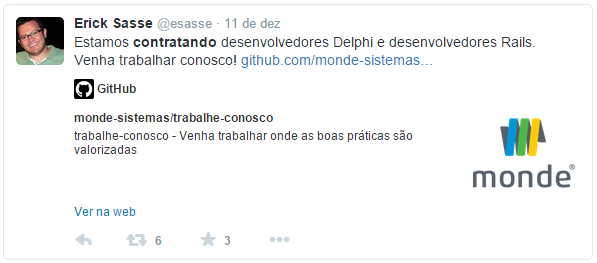 Erick Sasse @esasse · 11 de dez
Estamos contratando desenvolvedores Delphi e desenvolvedores Rails.
Venha trabalhar conosco! github.com/monde-sistemas…
GitHub
monde-sistemas/trabalhe-conosco
trabalhe-conosco - Venha trabalhar onde as boas práticas são
valorizadas
monde®
Ver na web
6 3